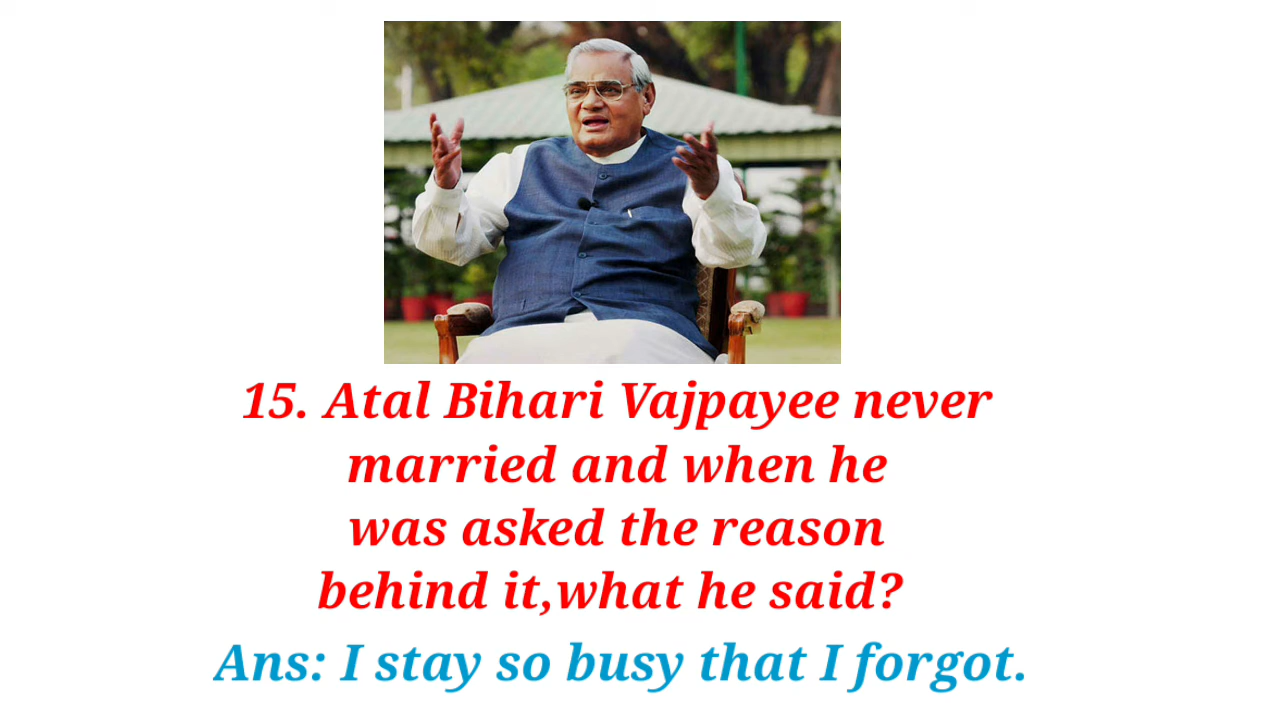 15. Atal Bihari Vajpayee never
married and when he
was asked the reason
behind it,what he said?
Ans: I stay so busy that I forgot.